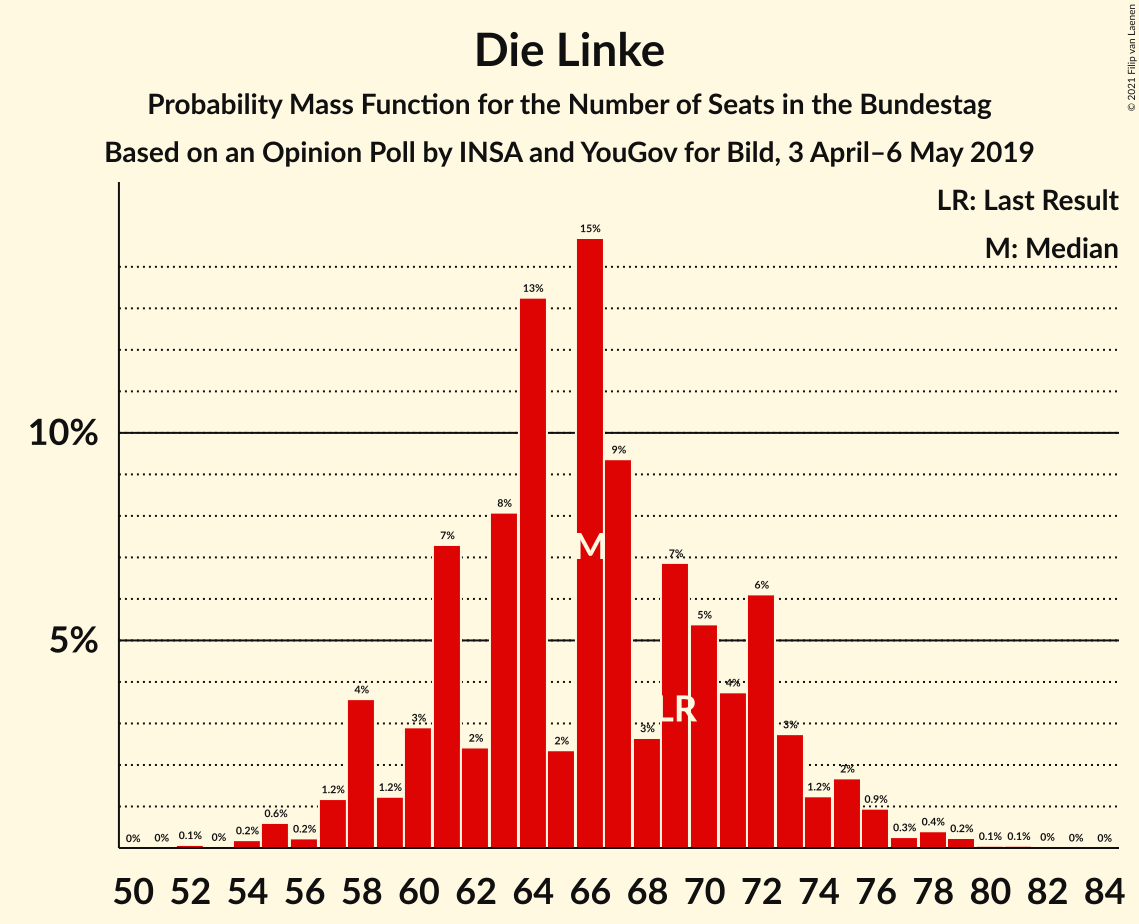 Die Linke
Probability Mass Function for the Number of Seats in the Bundestag
Based on an Opinion Poll by INSA and YouGov for Bild, 3 April–6 May 2019
© 2021 Filip van Laenen
LR: Last Result
M: Median
10%
5%
0% 0% 0.1% 0% 0.2% 0.6% 0.2% 1.2% 4% 1.2% 3% 7% 2% 8% 13% 2% 15% 9% 3% 7% 5% 4% 6% 3% 1.2% 2% 0.9% 0.3% 0.4% 0.2% 0.1% 0.1% 0% 0% 0%
M
LR
50 52 54 56 58 60 62 64 66 68 70 72 74 76 78 80 82 84